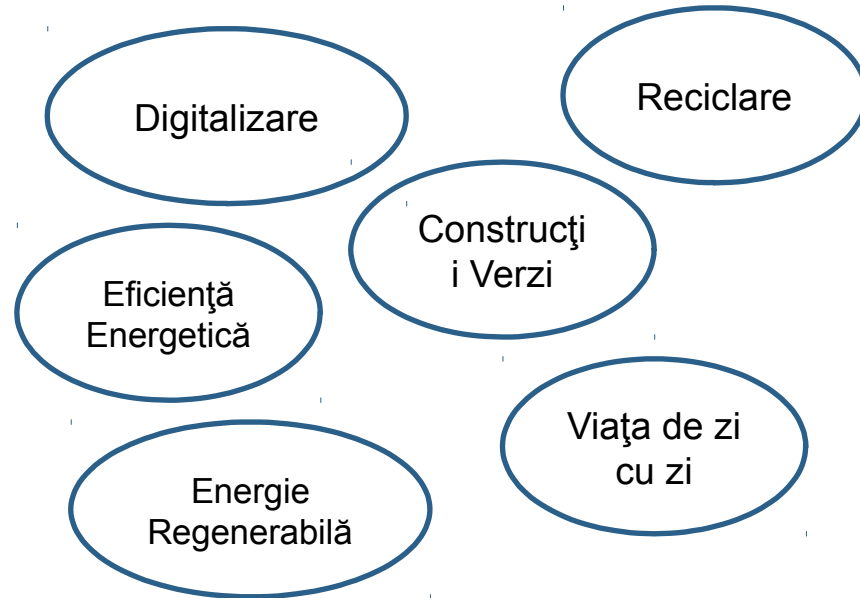 Digitalizare
Reciclare
Construcţi
i Verzi
Eficienţă
Energetică
Viaţa de zi
cu zi
Energie
Regenerabilă